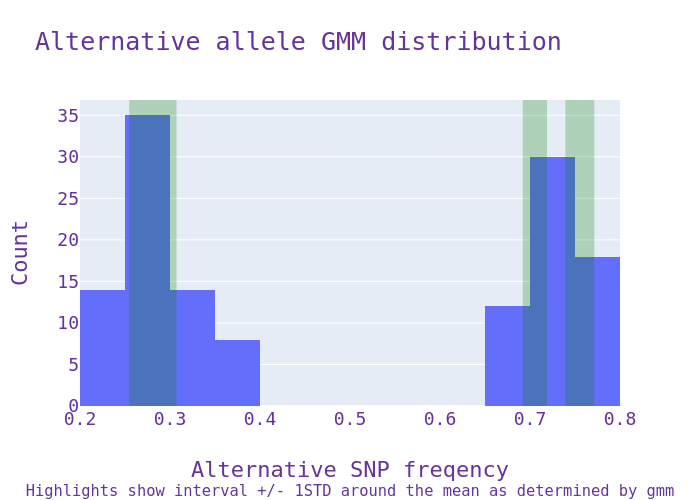 Alternative allele GMM distribution
35
30
25
20
15
10
5
0
Count
0.2 0.3 0.4 0.5 0.6 0.7 0.8
Alternative SNP freqency
Highlights show interval +/- 1STD around the mean as determined by gmm